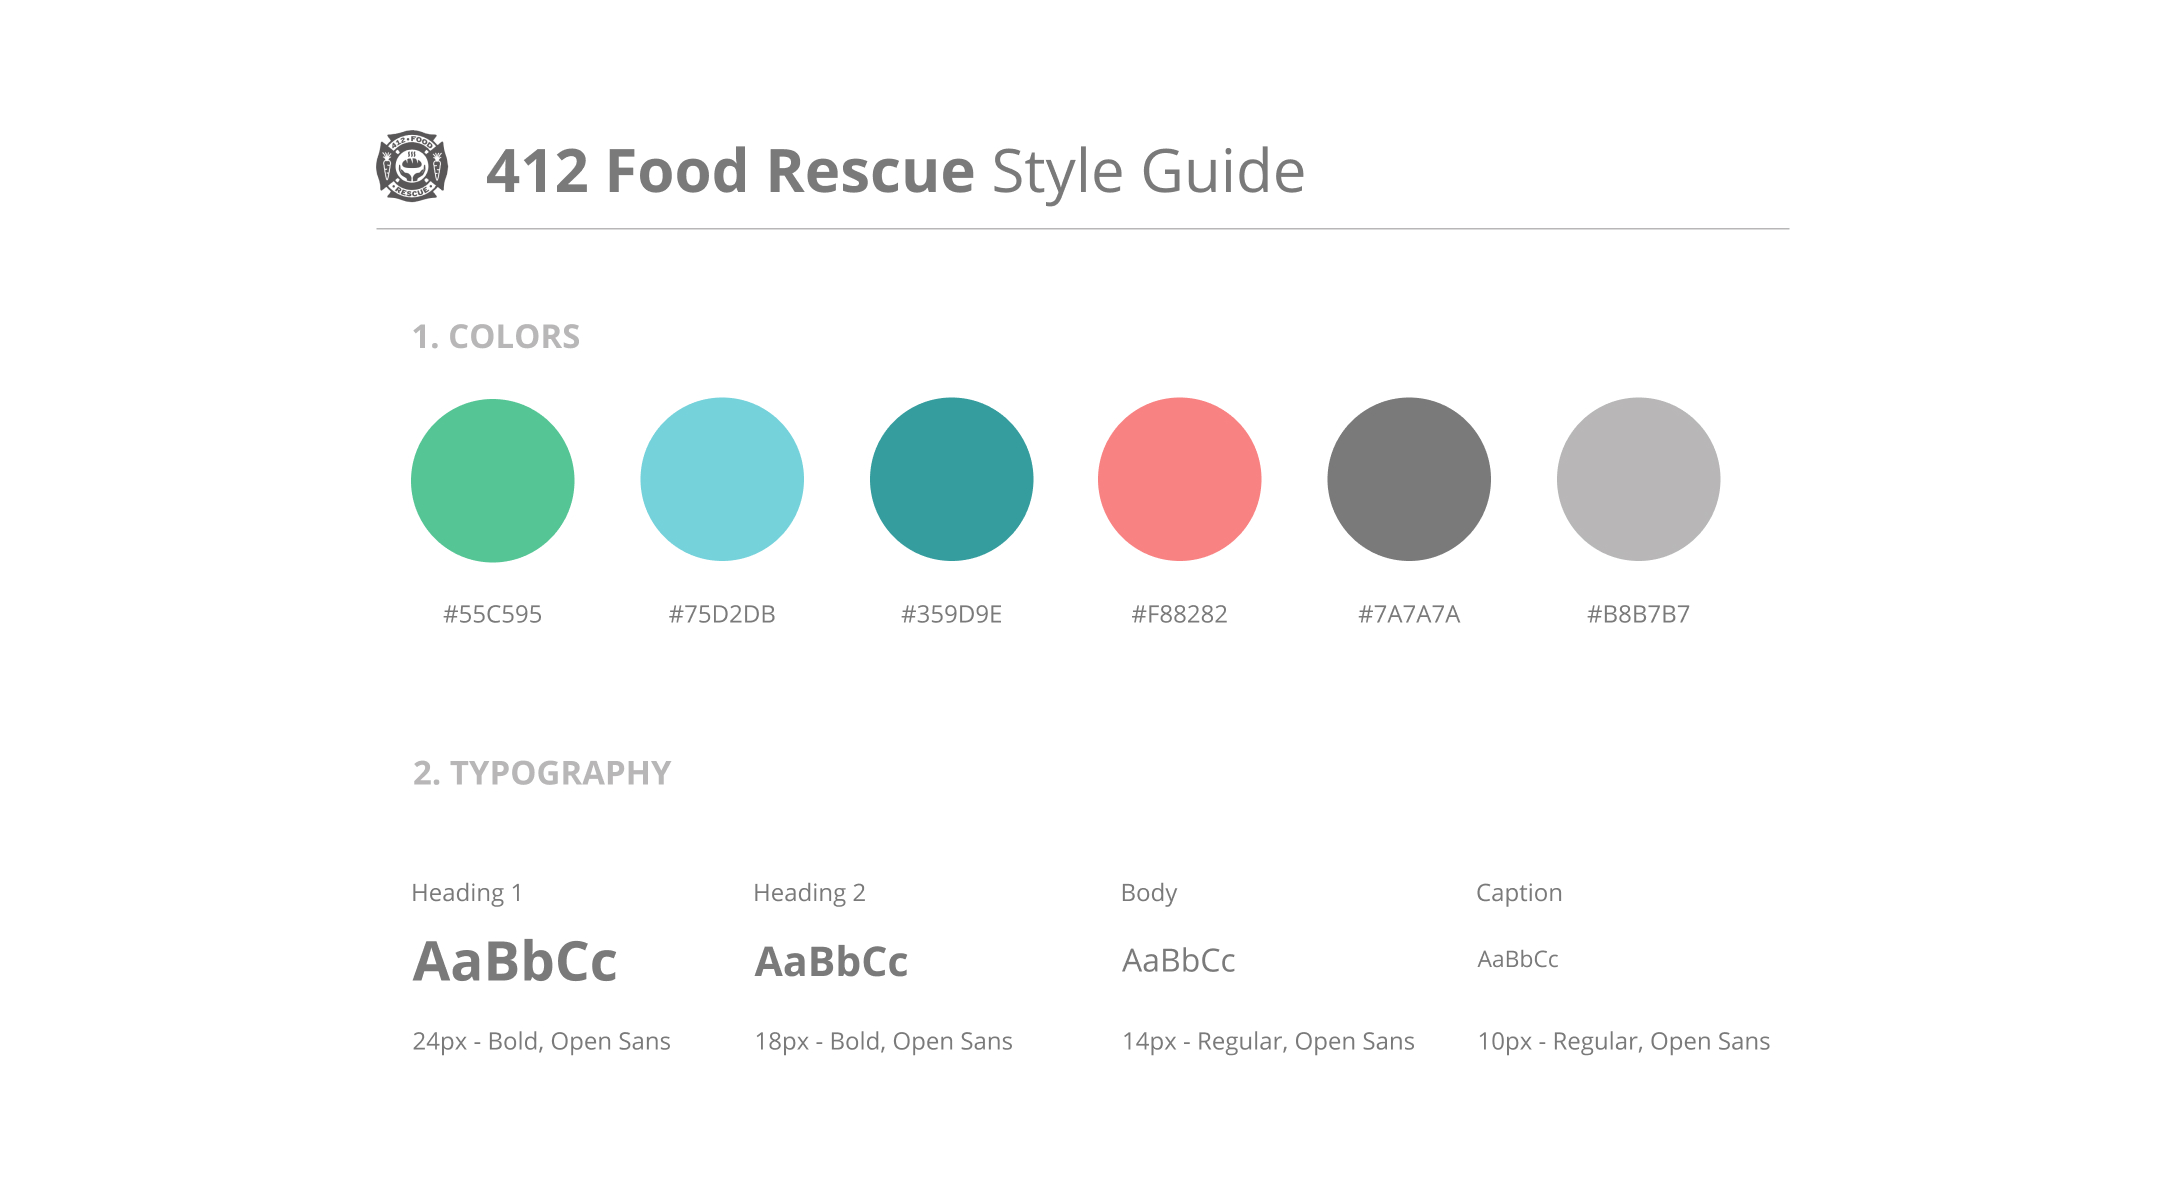 412 • FOOD
RESCUE
412 Food Rescue Style Guide
1. COLORS
#55C595
#75D2DB
#359D9E
#F88282
#7A7A7A
#B8B7B7
2. TYPOGRAPHY
Heading 1
Heading 2
Body
Caption
AaBbCc
AaBbCc
AaBbCc
AaBbCc
24px - Bold, Open Sans
18px - Bold, Open Sans
14px - Regular, Open Sans
10px - Regular, Open Sans